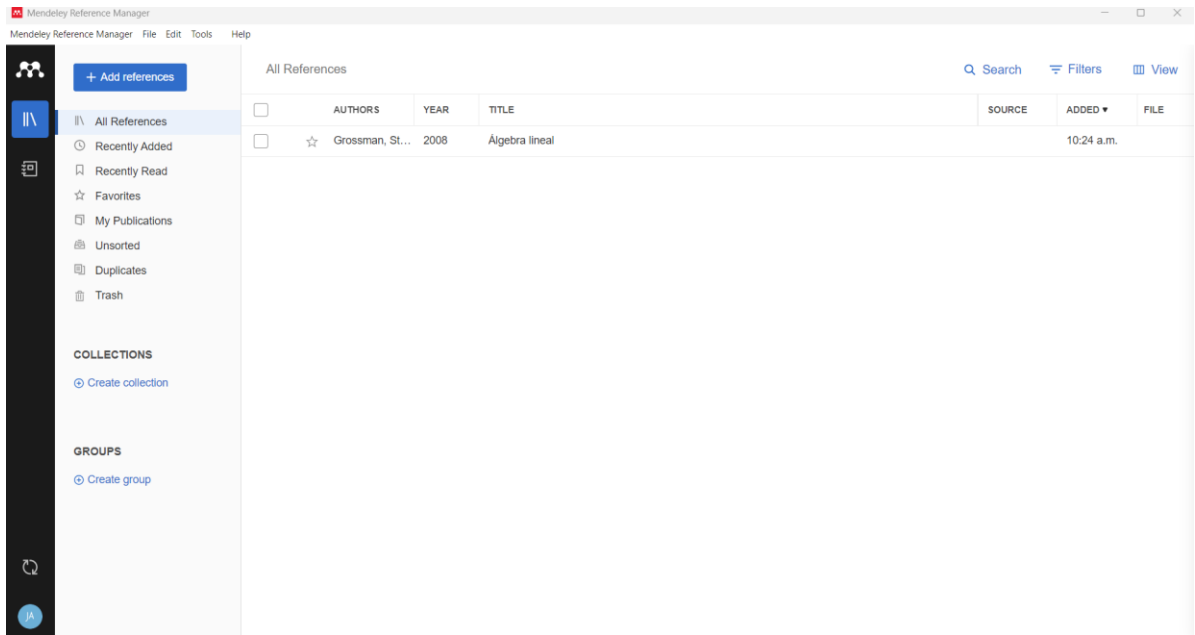 Mendeley Reference Manager
Mendeley Reference Manager File Edit Tools Help
+ Add references
All References
Recently Added
Recently Read
Favorites
My Publications
Unsorted
Duplicates
Trash
COLLECTIONS
Create collection
GROUPS
Create group
JA
All References
Search Filters View
AUTHORS YEAR TITLE SOURCE ADDED FILE
Grossman, St... 2008 Álgebra lineal 10:24 a.m.